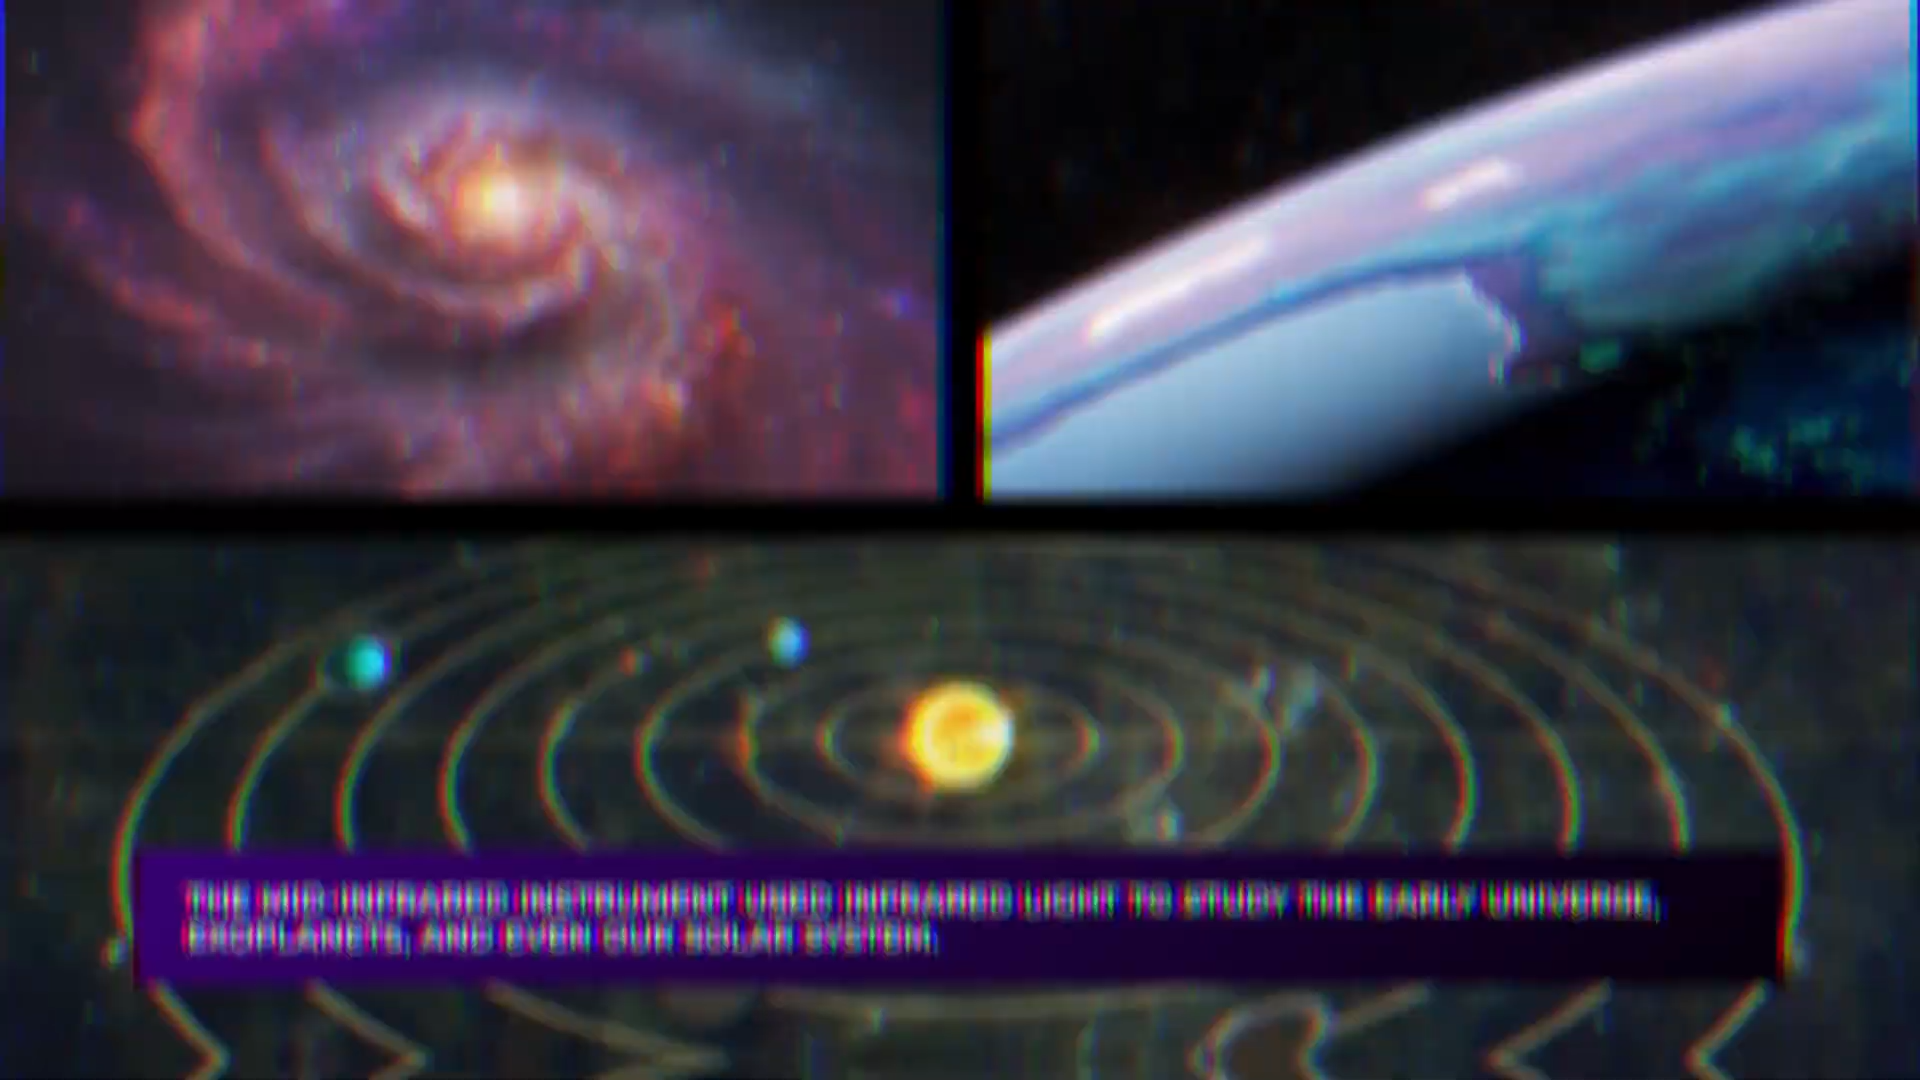 THE MID-INFRARED INSTRUMENT USED INFRARED LIGHT TO STUDY THE EARLY UNIVERSE,
EXOPLANETS, AND EVEN OUR SOLAR SYSTEM.